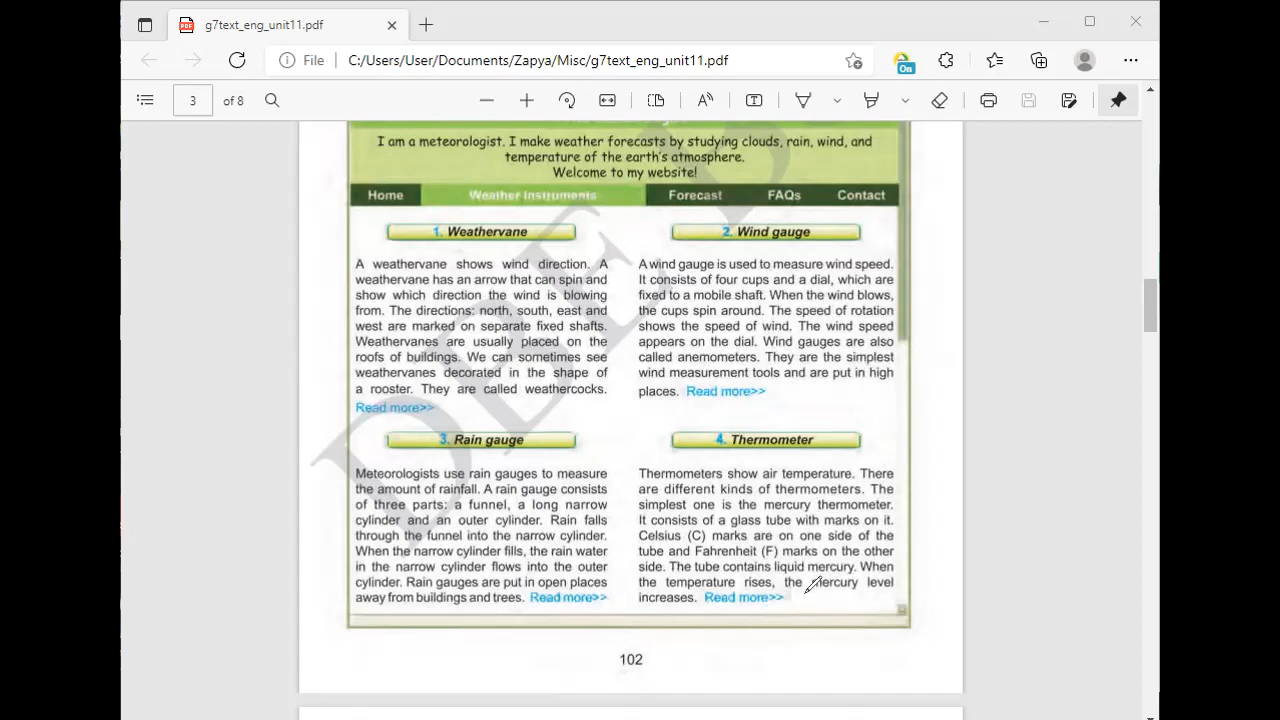 g7text_eng_unit11.pdf
File
C:/Users/User/Documents/Zapya/Misc/g7text_eng_unit11.pdf
On
3 of 8
I am a meteorologist. I make weather forecasts by studying clouds, rain, wind, and
temperature of the earth's atmosphere.
Welcome to my website!
Home Weather Instruments Forecast FAQs Contact
1. Weathervane
A weathervane shows wind direction. A
weathervane has an arrow that can spin and
show which direction the wind is blowing
from. The directions: north, south, east and
west are marked on separate fixed shafts.
Weathervanes are usually placed on the
roofs of buildings. We can sometimes see
weathervanes decorated in the shape of
a rooster. They are called weathercocks.
Read more>>
2. Wind gauge
A wind gauge is used to measure wind speed.
It consists of four cups and a dial, which are
fixed to a mobile shaft. When the wind blows,
the cups spin around. The speed of rotation
shows the speed of wind. The wind speed
appears on the dial. Wind gauges are also
called anemometers. They are the simplest
wind measurement tools and are put in high
places. Read more>>
3. Rain gauge
Meteorologists use rain gauges to measure
the amount of rainfall. A rain gauge consists
of three parts: a funnel, a long narrow
cylinder and an outer cylinder. Rain falls
through the funnel into the narrow cylinder.
When the narrow cylinder fills, the rain water
in the narrow cylinder flows into the outer
cylinder. Rain gauges are put in open places
away from buildings and trees. Read more>>
4. Thermometer
Thermometers show air temperature. There
are different kinds of thermometers. The
simplest one is the mercury thermometer.
It consists of a glass tube with marks on it.
Celsius (C) marks are on one side of the
tube and Fahrenheit (F) marks on the other
side. The tube contains liquid mercury. When
the temperature rises, the mercury level
increases. Read more>>
102